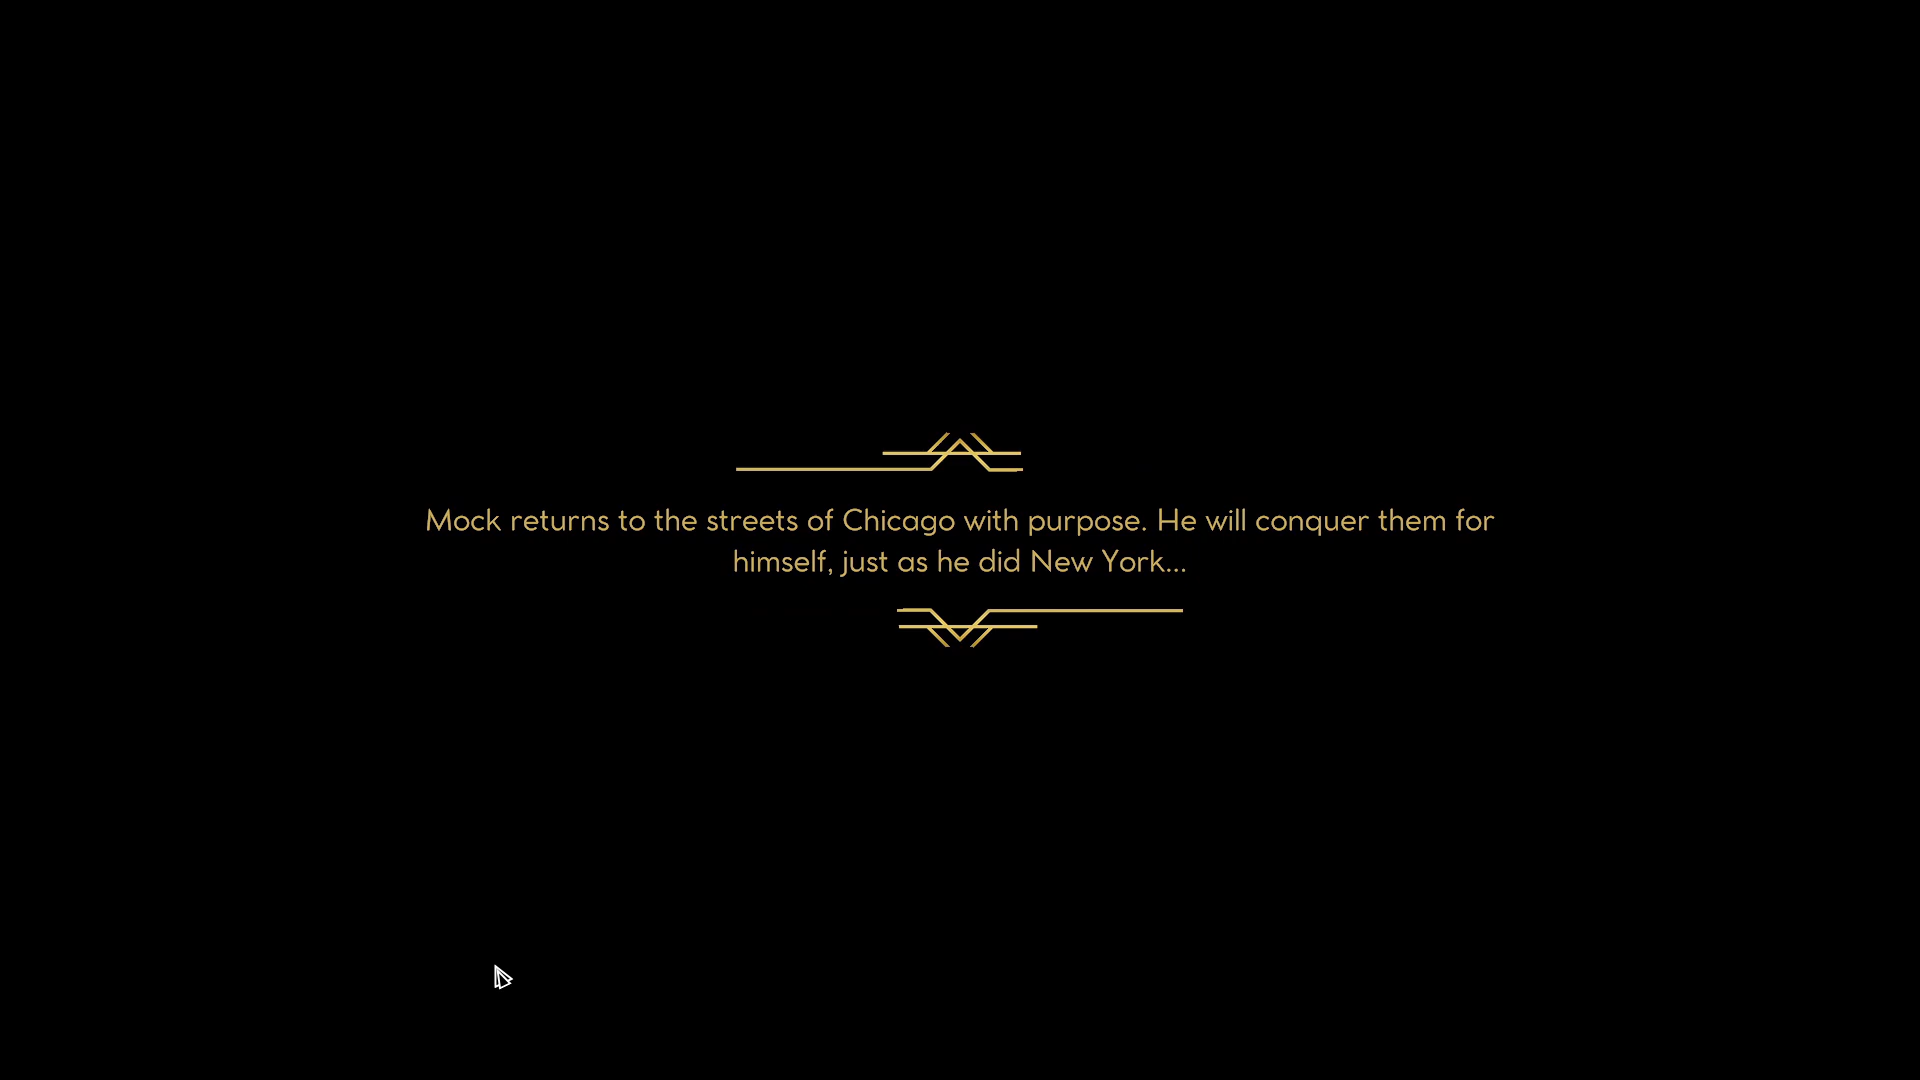 Mock returns to the streets of Chicago with purpose. He will conquer them for
himself, just as he did New York...